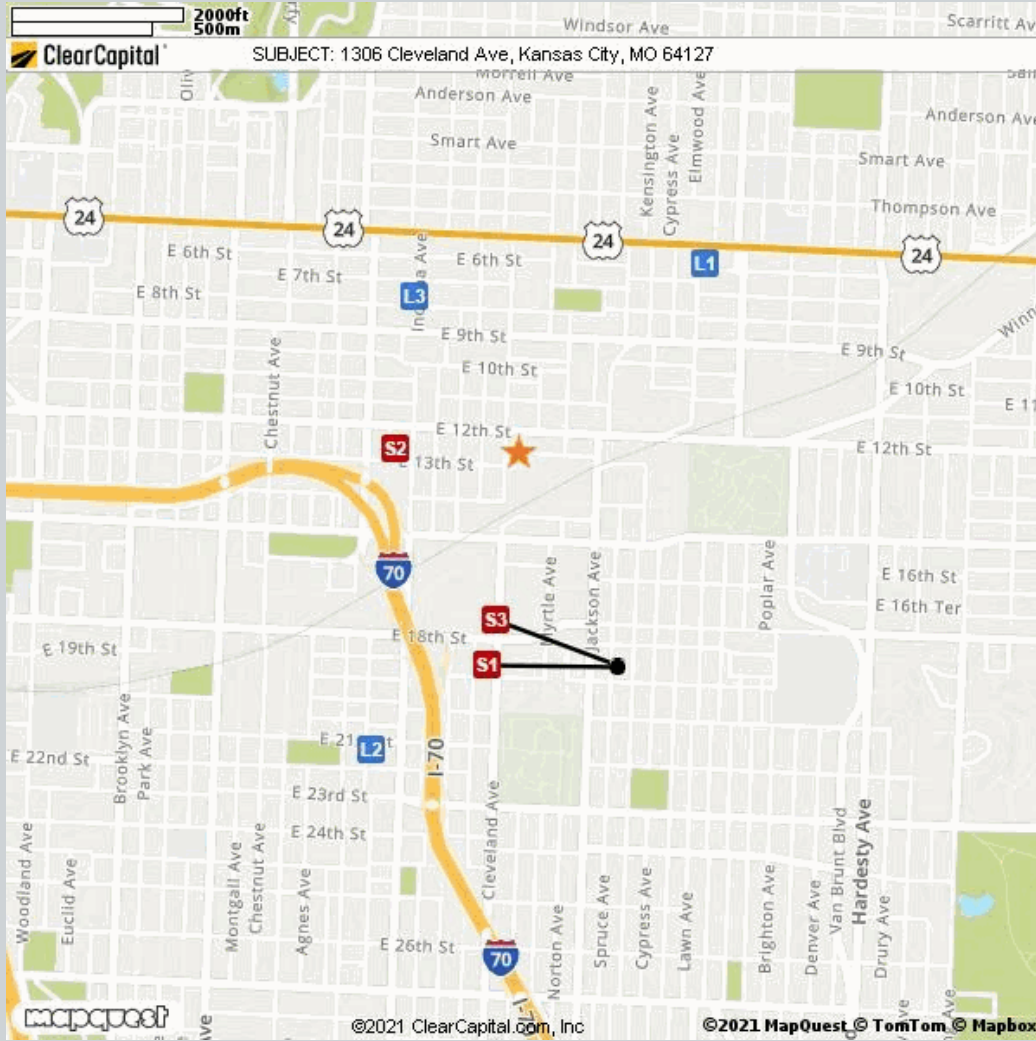 2000ft
500m
Windsor Ave
Scarritt Av
ClearCapital
SUBJECT: 1306 Cleveland Ave, Kansas City, MO 64127
Morrell Ave
Anderson Ave
Anderson Ave
Smart Ave
Smart Ave
Kensington Ave
Cypress Ave
Elmwood Ave
Thompson Ave
24
24
24
24
E 6th St
E 6th St
E 7th St
E 8th St
L1
L3
E 9th St
E 9th St
E 10th St
E 10th St
E 11
Chestnut Ave
E 12th St
E 12th St
S2
E 13th St
70
Myrtle Ave
Jackson Ave
Poplar Ave
E 16th St
E 16th Ter
S3
E 18th St
E 19th St
S1
Brooklyn Ave
Park Ave
E 21st
L2
I-70
E 22nd St
E 23rd St
E 24th St
Cleveland Ave
Woodland Ave
Euclid Ave
Montgall Ave
Chestnut Ave
Agnes Ave
E 26th St
70
Norton Ave
Spruce Ave
Cypress Ave
Lawn Ave
Brighton Ave
Denver Ave
Van Brunt Blvd
Hardesty Ave
Drury Ave
mapquest
©2021 ClearCapital.com, Inc
©2021 MapQuest © TomTom © Mapbox